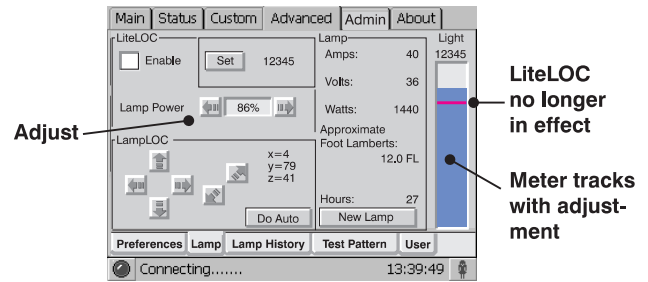 Main Status Custom Advanced Admin About
LiteLOC
Enable
Set 12345
Lamp Power 86%
Adjust
LampLOC
x=4
y=79
z=41
Do Auto
Lamp
Amps: 40
Volts: 36
Watts: 1440
Approximate
Foot Lamberts:
12.0 FL
Hours: 27
New Lamp
Light
12345
LiteLOC
no longer
in effect
Meter tracks
with adjust-
ment
Preferences Lamp Lamp History Test Pattern User
Connecting....... 13:39:49